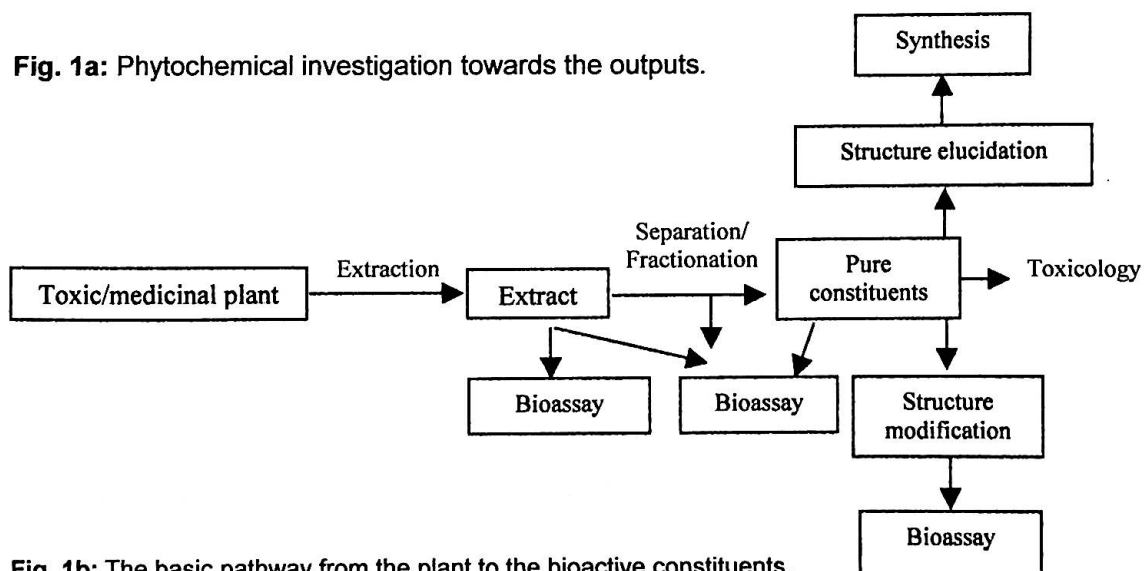 Fig. 1a: Phytochemical investigation towards the outputs.
Synthesis
Structure elucidation
Separation/
Fractionation
Extraction
Toxic/medicinal plant
Extract
Pure
constituents
Toxicology
Bioassay
Bioassay
Structure
modification
Bioassay
Fig. 1b: The basic pathway from the plant to the bioactive constituents.